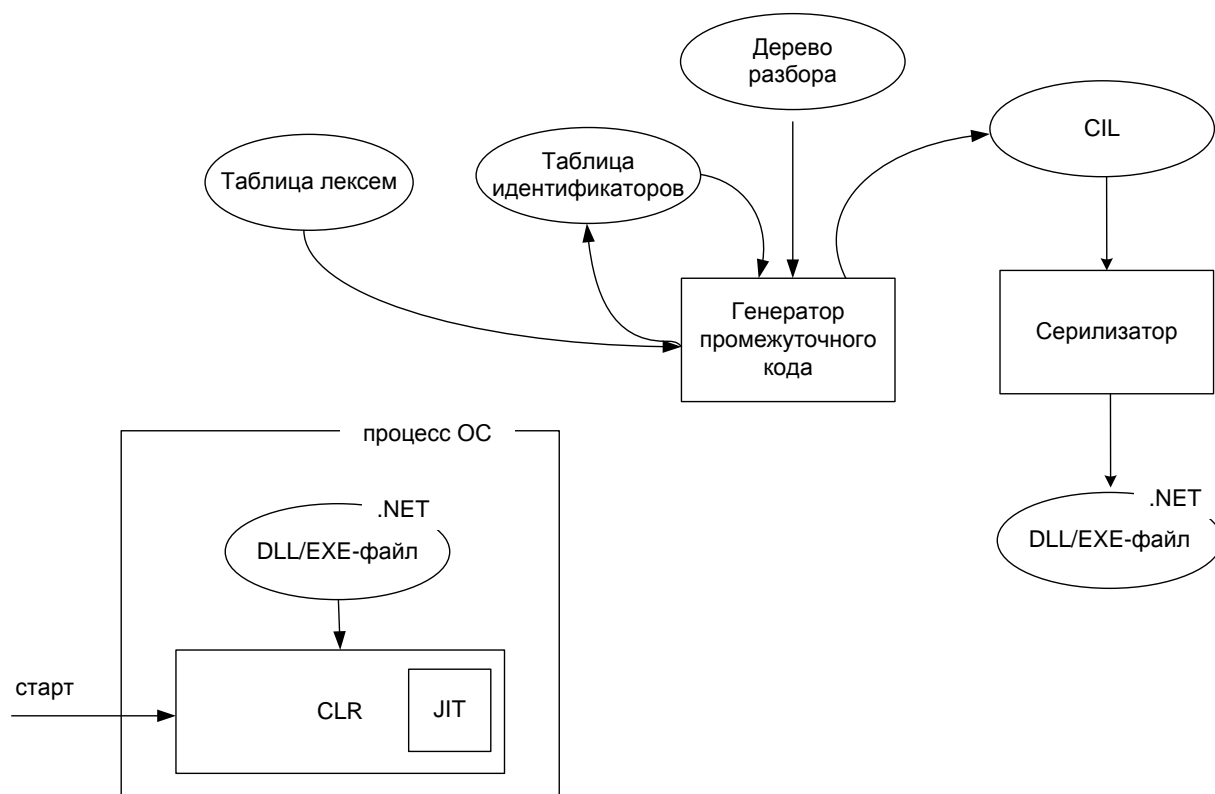 Дерево
разбора
CIL
Таблица
идентификаторов
Таблица лексем
Генератор
промежуточного
кода
Серилизатор
процесс ОС
.NET
DLL/EXE-файл
.NET
DLL/EXE-файл
старт
CLR
JIT